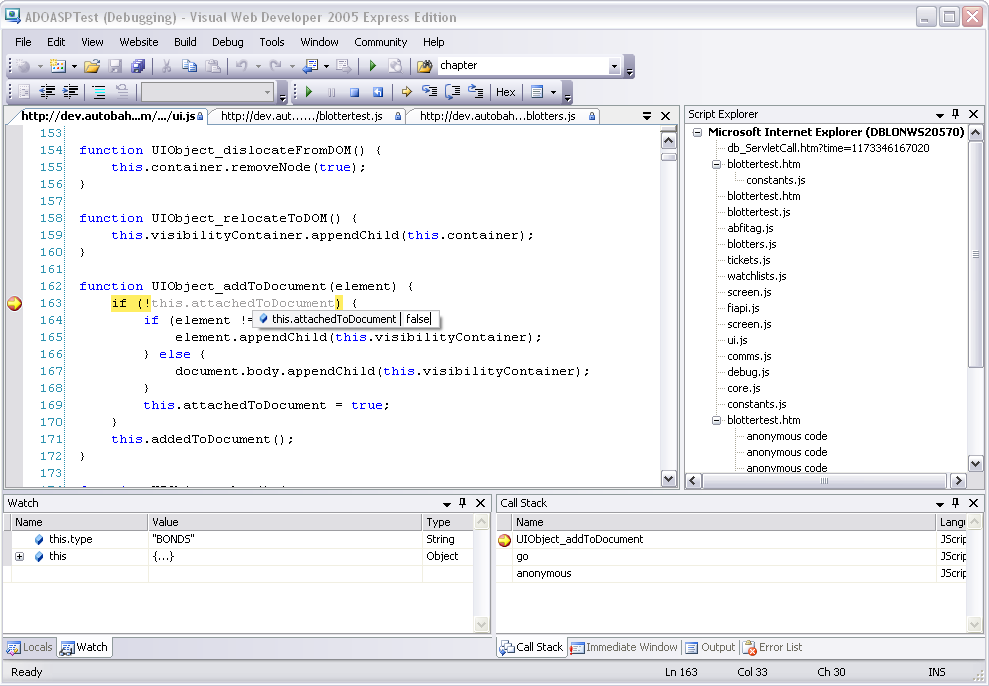 ADOASPTest (Debugging) - Visual Web Developer 2005 Express Edition
File Edit View Website Build Debug Tools Window Community Help
chapter
Hex
http://dev.autobah...m/.../ui.js http://dev.aut....../blottertest.js http://dev.autobah...blotters.js
153
154 function UIObject_dislocateFromDOM() {
155 this.container.removeNode(true);
156 }
157
158 function UIObject_relocateToDOM() {
159 this.visibilityContainer.appendChild(this.container);
160 }
161
162 function UIObject_addToDocument(element) {
163 if (!this.attachedToDocument) {
164 if (element !=
this.attachedToDocument | false
165 element.appendChild(this.visibilityContainer);
166 } else {
167 document.body.appendChild(this.visibilityContainer);
168 }
169 this.attachedToDocument = true;
170 }
171 this.addedToDocument();
172 }
173
Script Explorer
Microsoft Internet Explorer (DBLONWS20570)
db_ServletCall.htm?time=1173346167020
blottertest.htm
constants.js
blottertest.htm
blottertest.js
abfitag.js
blotters.js
tickets.js
watchlists.js
screen.js
fiapi.js
screen.js
ui.js
comms.js
debug.js
core.js
constants.js
blottertest.htm
anonymous code
anonymous code
anonymous code
Watch
Name Value Type
this.type "BONDS" String
this {...} Object
Locals Watch
Call Stack
Name Langu
UIObject_addToDocument JScrip
go JScrip
anonymous JScrip
Call Stack Immediate Window Output Error List
Ready Ln 163 Col 33 Ch 30 INS